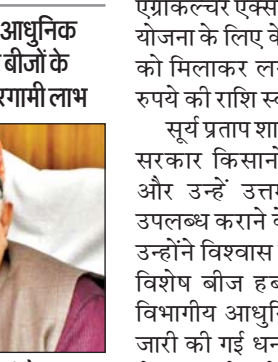 आधुनिक
बीजों के
रगामी लाभ
एग्रीकल्चर एक्स
योजना के लिए के
को मिलाकर ल
रुपये की राशि स्व
सूर्य प्रताप शा
सरकार किसानों
और उन्हें उत्तम
उपलब्ध कराने के
उन्होंने विश्वास
विशेष बीज हब
विभागीय आधुनि
जारी की गई धन